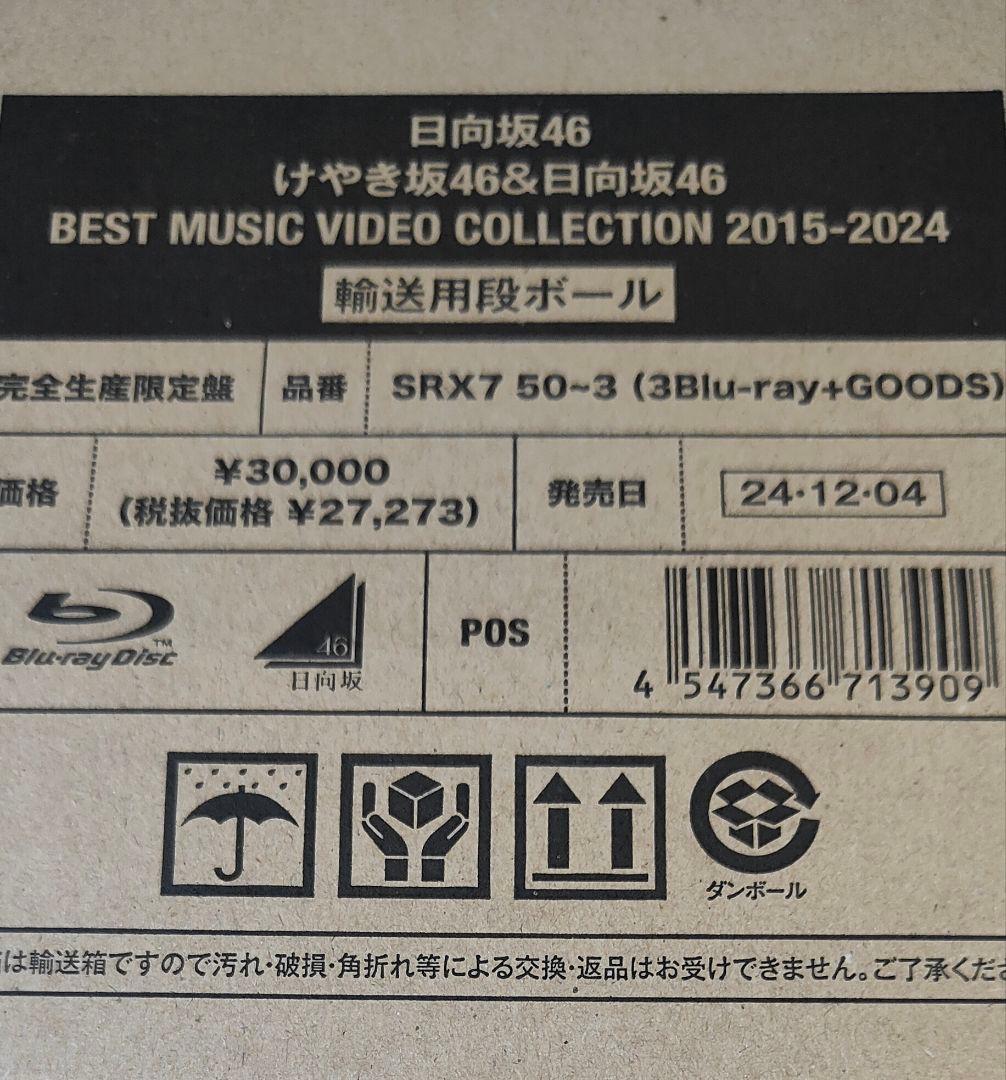 日向坂46
けやき坂46&日向坂46
BEST MUSIC VIDEO COLLECTION 2015-2024
輸送用段ボール
完全生産限定盤 品番 SRX7 50~3 (3Blu-ray+GOODS)
価格 ¥30,000 発売日 24・12・04
(税抜価格 ¥27,273)
Blu-ray Disc™ 46 日向坂 POS
4 547366 713909
ダンボール
は輸送箱ですので汚れ・破損・角折れ等による交換・返品はお受けできません。ご了承くださ